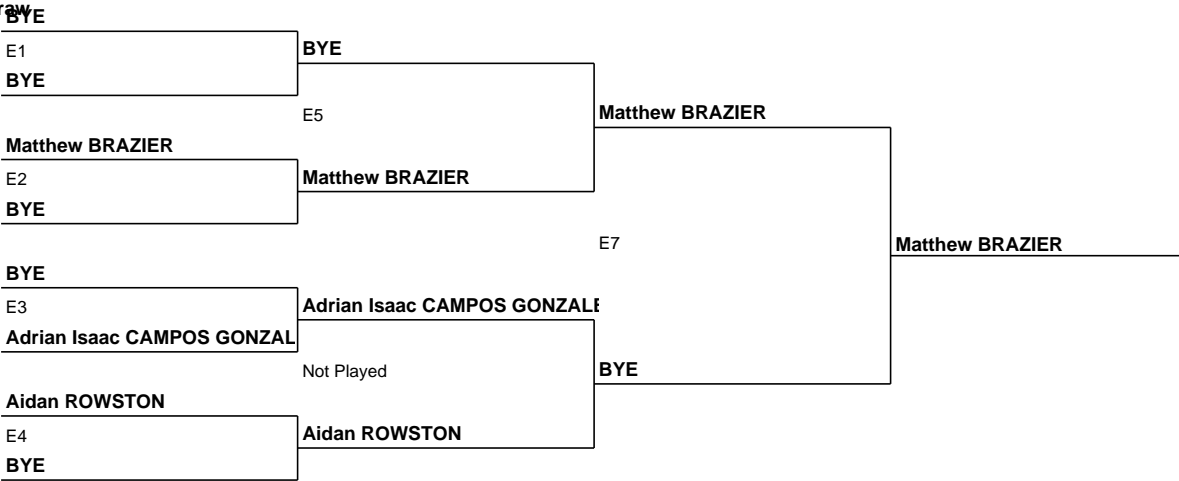 raw
BYE
E1
BYE
BYE
E5
Matthew BRAZIER
Matthew BRAZIER
E2
Matthew BRAZIER
BYE
E7
Matthew BRAZIER
BYE
E3
Adrian Isaac CAMPOS GONZALE
Adrian Isaac CAMPOS GONZAL
Not Played
BYE
Aidan ROWSTON
E4
Aidan ROWSTON
BYE